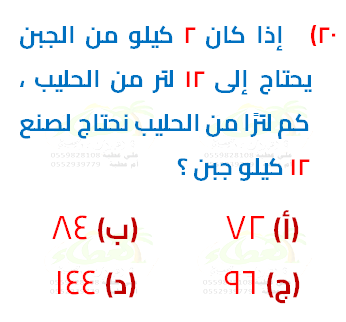 ٢٠) إذا كان ٢ كيلو من الجبن
يحتاج إلى ١٢ لتر من الحليب ،
كم لترًا من الحليب نحتاج لصنع
١٢ كيلو جبن ؟
(أ) ٧٢ (ب) ٨٤
(ج) ٩٦ (د) ١٤٤